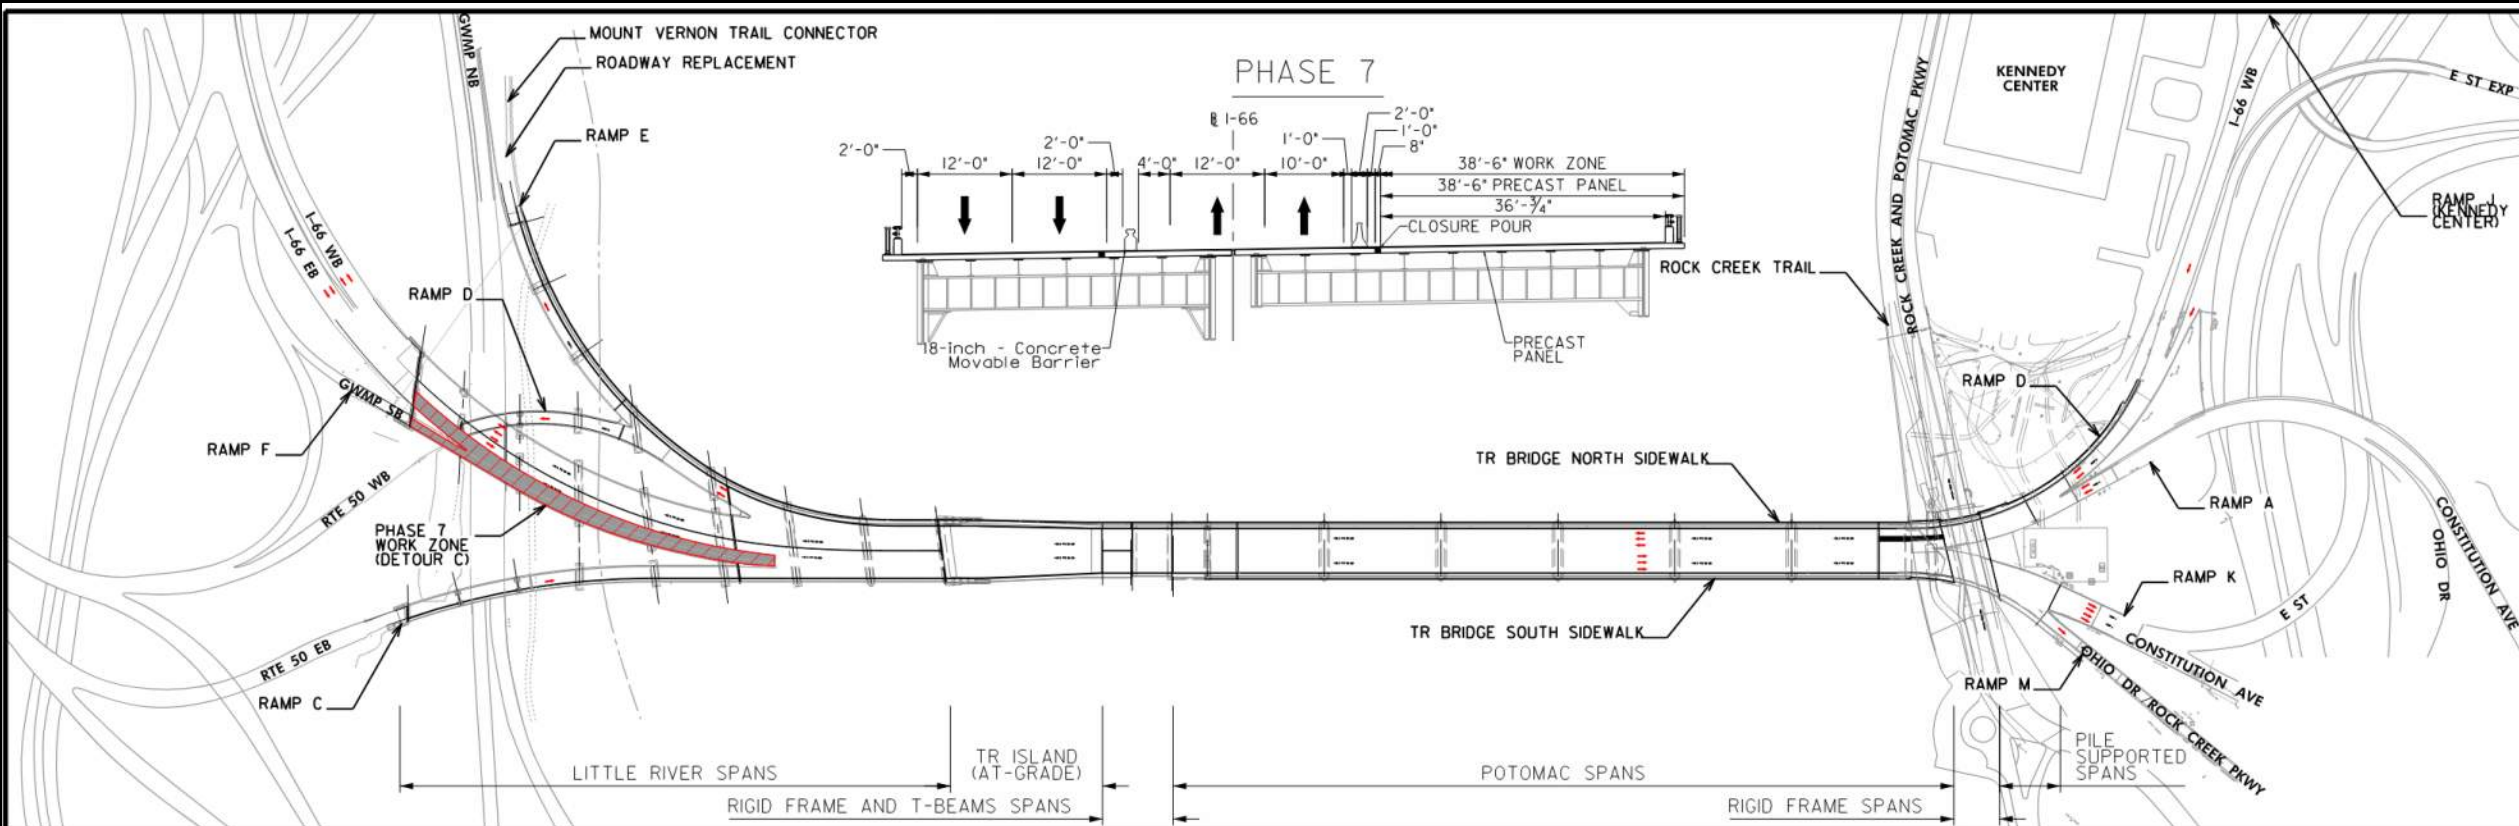 MOUNT VERNON TRAIL CONNECTOR
ROADWAY REPLACEMENT
GWMP NB
RAMP E
PHASE 7
I-66
2'-0"
12'-0"
12'-0"
2'-0"
4'-0"
12'-0"
10'-0"
1'-0"
2'-0"
1'-0"
8"
38'-6" WORK ZONE
38'-6" PRECAST PANEL
36'-3/4"
CLOSURE POUR
18-inch - Concrete
Movable Barrier
PRECAST
PANEL
KENNEDY
CENTER
ROCK CREEK AND POTOMAC PKWY
I-66 WB
E ST EXP
RAMP J
(KENNEDY
CENTER)
ROCK CREEK TRAIL
I-66 WB
I-66 EB
RAMP D
GWMP SB
RAMP F
RTE 50 WB
PHASE 7
WORK ZONE
(DETOUR C)
RTE 50 EB
RAMP C
TR BRIDGE NORTH SIDEWALK
TR BRIDGE SOUTH SIDEWALK
RAMP D
RAMP A
CONSTITUTION AVE
OHIO DR
RAMP K
E ST
CONSTITUTION AVE
RAMP M
OHIO DR/ROCK CREEK PKWY
LITTLE RIVER SPANS
TR ISLAND
(AT-GRADE)
POTOMAC SPANS
PILE
SUPPORTED
SPANS
RIGID FRAME AND T-BEAMS SPANS
RIGID FRAME SPANS